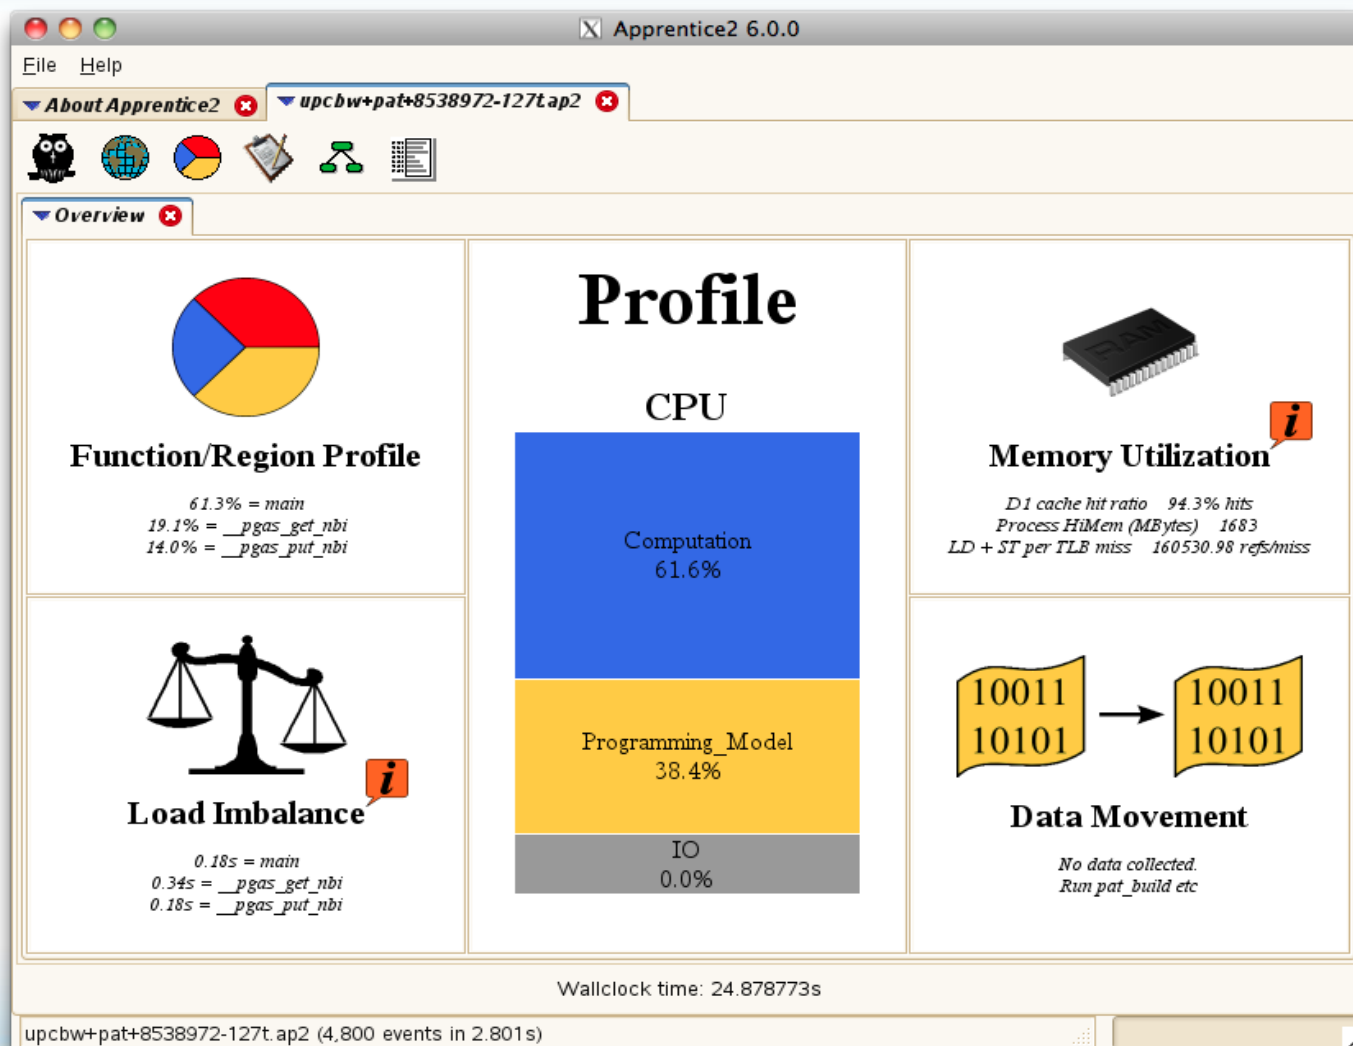 Apprentice2 6.0.0
File Help
About Apprentice2
upcbw+pat+8538972-127t.ap2
Overview
Function/Region Profile
61.3% = main
19.1% = __pgas_get_nbi
14.0% = __pgas_put_nbi
Load Imbalance
i
0.18s = main
0.34s = __pgas_get_nbi
0.18s = __pgas_put_nbi
Profile
CPU
Computation
61.6%
Programming_Model
38.4%
IO
0.0%
RAM
i
Memory Utilization
D1 cache hit ratio 94.3% hits
Process HiMem (MBytes) 1683
LD + ST per TLB miss 160530.98 refs/miss
10011 10011
10101 10101
Data Movement
No data collected.
Run pat_build etc
Wallclock time: 24.878773s
upcbw+pat+8538972-127t.ap2 (4,800 events in 2.801s)